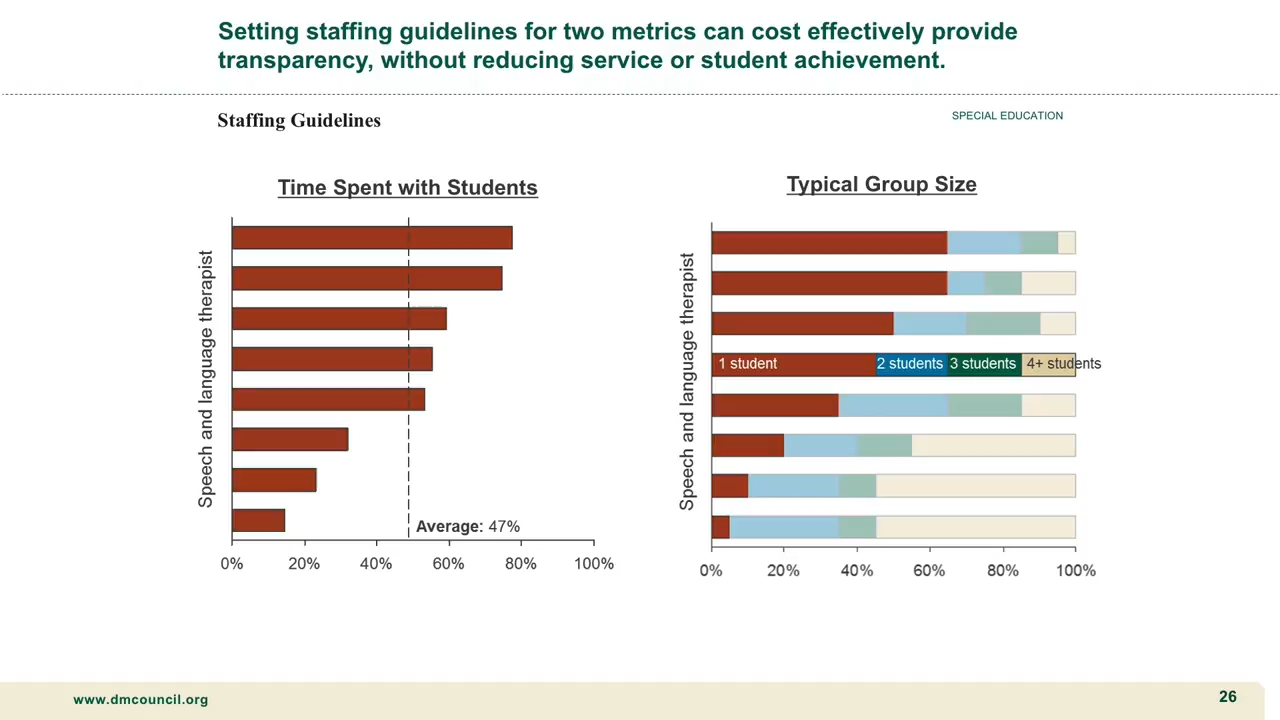 Setting staffing guidelines for two metrics can cost effectively provide
transparency, without reducing service or student achievement.
Staffing Guidelines
SPECIAL EDUCATION
Time Spent with Students
Speech and language therapist
Average: 47%
0% 20% 40% 60% 80% 100%
Typical Group Size
Speech and language therapist
1 student 2 students 3 students 4+ students
0% 20% 40% 60% 80% 100%
www.dmcouncil.org
26